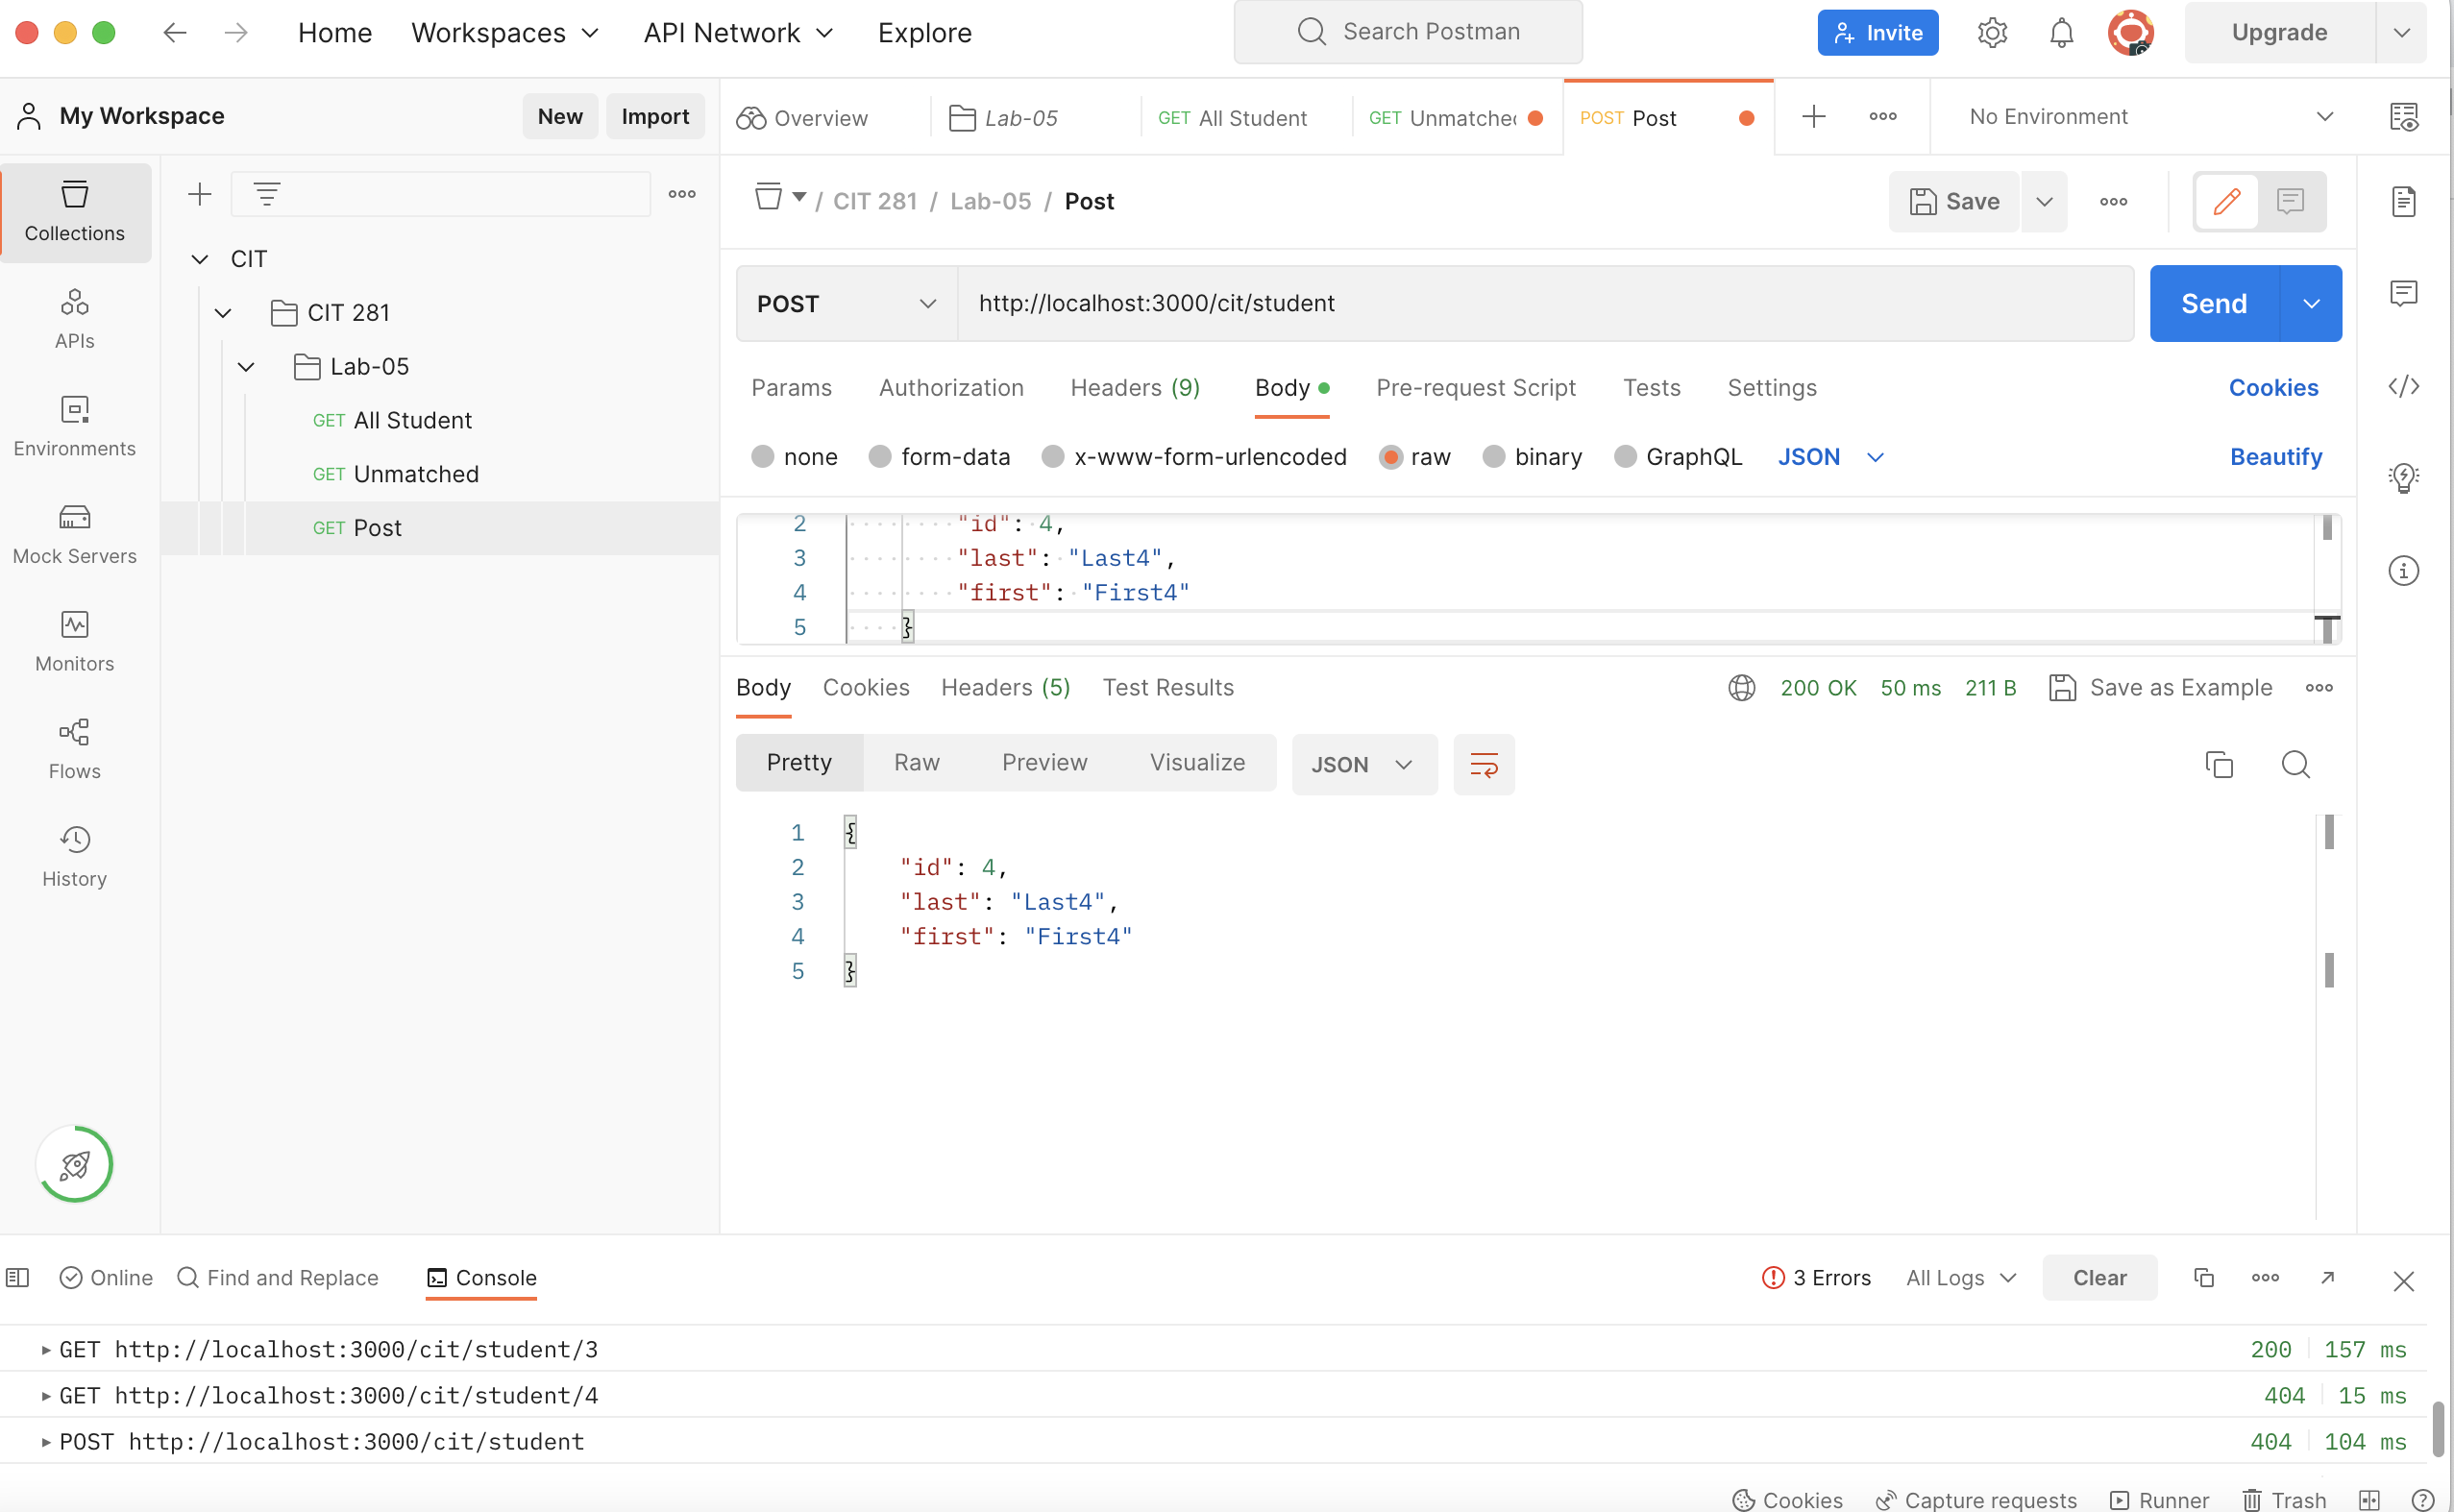 Home Workspaces API Network Explore Search Postman Invite Upgrade
My Workspace New Import
Overview Lab-05 GET All Student GET Unmatched POST Post No Environment
Collections
APIs
Environments
Mock Servers
Monitors
Flows
History
CIT
CIT 281
Lab-05
GET All Student
GET Unmatched
GET Post
/ CIT 281 / Lab-05 / Post Save
POST http://localhost:3000/cit/student Send
Params Authorization Headers (9) Body Pre-request Script Tests Settings Cookies
none form-data x-www-form-urlencoded raw binary GraphQL JSON Beautify
2 "id": 4,
3 "last": "Last4",
4 "first": "First4"
5 }
Body Cookies Headers (5) Test Results 200 OK 50 ms 211 B Save as Example
Pretty Raw Preview Visualize JSON
1 {
2 "id": 4,
3 "last": "Last4",
4 "first": "First4"
5 }
Online Find and Replace Console 3 Errors All Logs Clear
GET http://localhost:3000/cit/student/3 200 157 ms
GET http://localhost:3000/cit/student/4 404 15 ms
POST http://localhost:3000/cit/student 404 104 ms
Cookies Capture requests Runner Trash